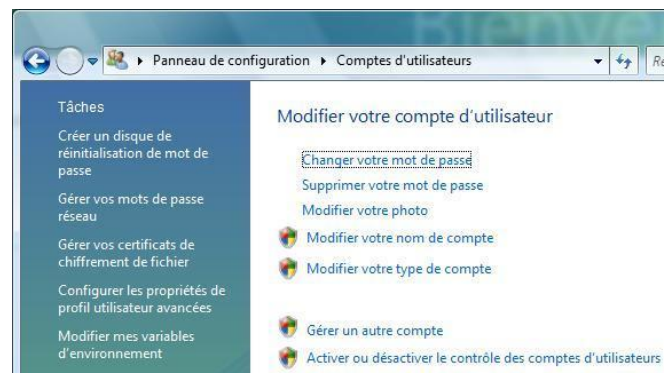 Bienve
Panneau de configuration Comptes d'utilisateurs
Tâches
Créer un disque de
réinitialisation de mot de
passe
Gérer vos mots de passe
réseau
Gérer vos certificats de
chiffrement de fichier
Configurer les propriétés de
profil utilisateur avancées
Modifier mes variables
d'environnement
Modifier votre compte d'utilisateur
Changer votre mot de passe
Supprimer votre mot de passe
Modifier votre photo
Modifier votre nom de compte
Modifier votre type de compte
Gérer un autre compte
Activer ou désactiver le contrôle des comptes d'utilisateurs